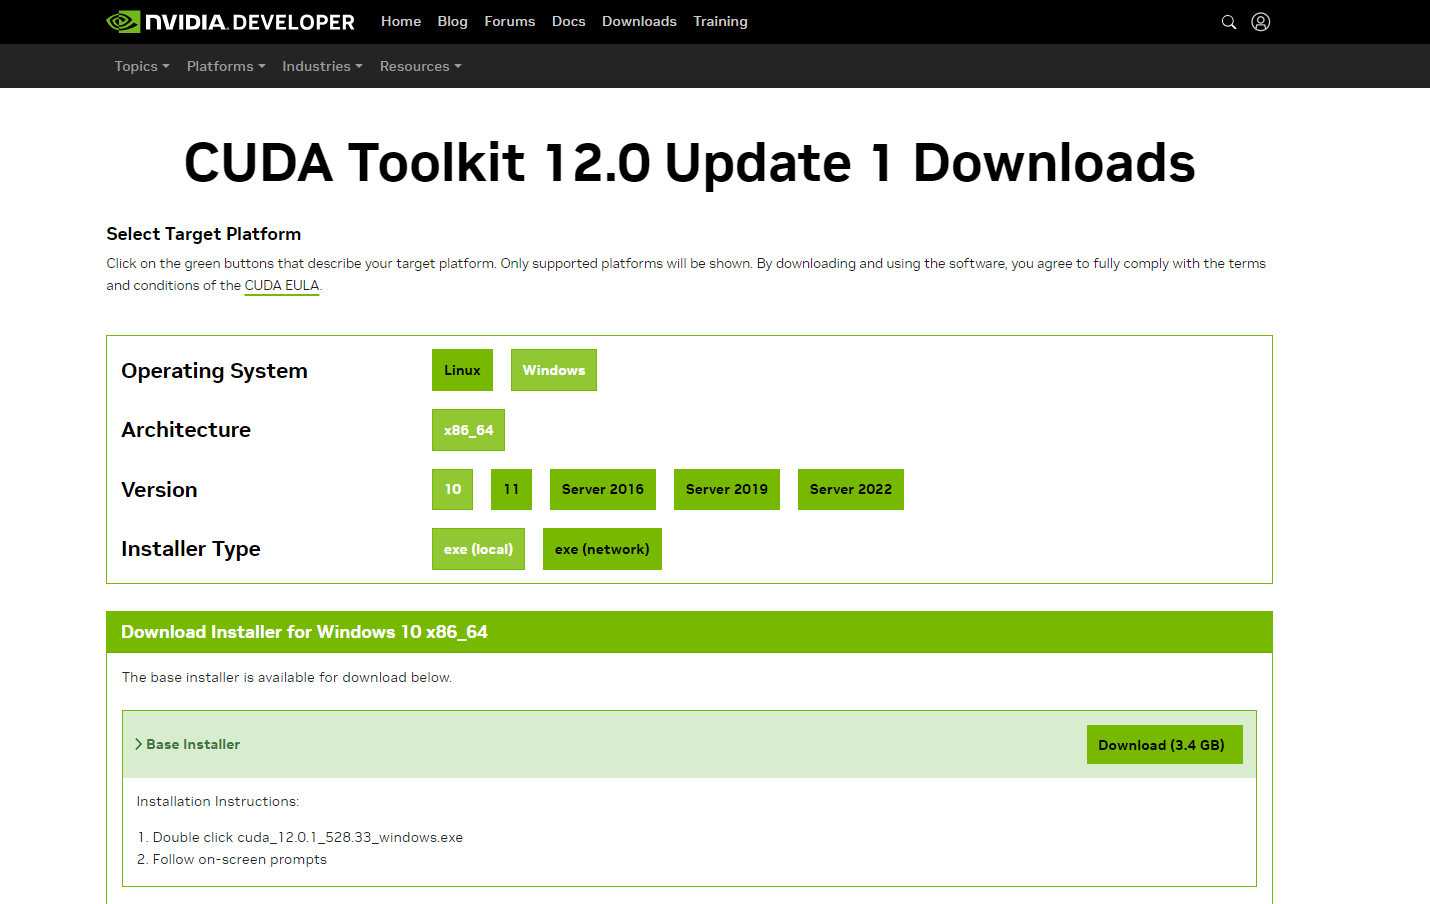 NVIDIA. DEVELOPER Home Blog Forums Docs Downloads Training
Topics Platforms Industries Resources
CUDA Toolkit 12.0 Update 1 Downloads
Select Target Platform
Click on the green buttons that describe your target platform. Only supported platforms will be shown. By downloading and using the software, you agree to fully comply with the terms
and conditions of the CUDA EULA.
Operating System Linux Windows
Architecture x86_64
Version 10 11 Server 2016 Server 2019 Server 2022
Installer Type exe (local) exe (network)
Download Installer for Windows 10 x86_64
The base installer is available for download below.
Base Installer Download (3.4 GB)
Installation Instructions:
1. Double click cuda_12.0.1_528.33_windows.exe
2. Follow on-screen prompts